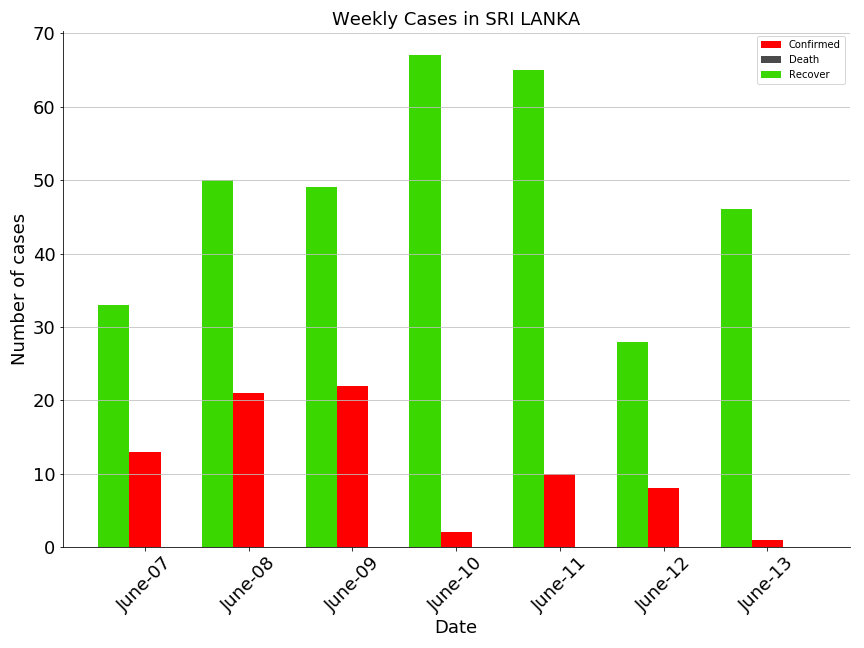 Weekly Cases in SRI LANKA
Confirmed
Death
Recover
Number of cases
70
60
50
40
30
20
10
0
June-07
June-08
June-09
June-10
June-11
June-12
June-13
Date